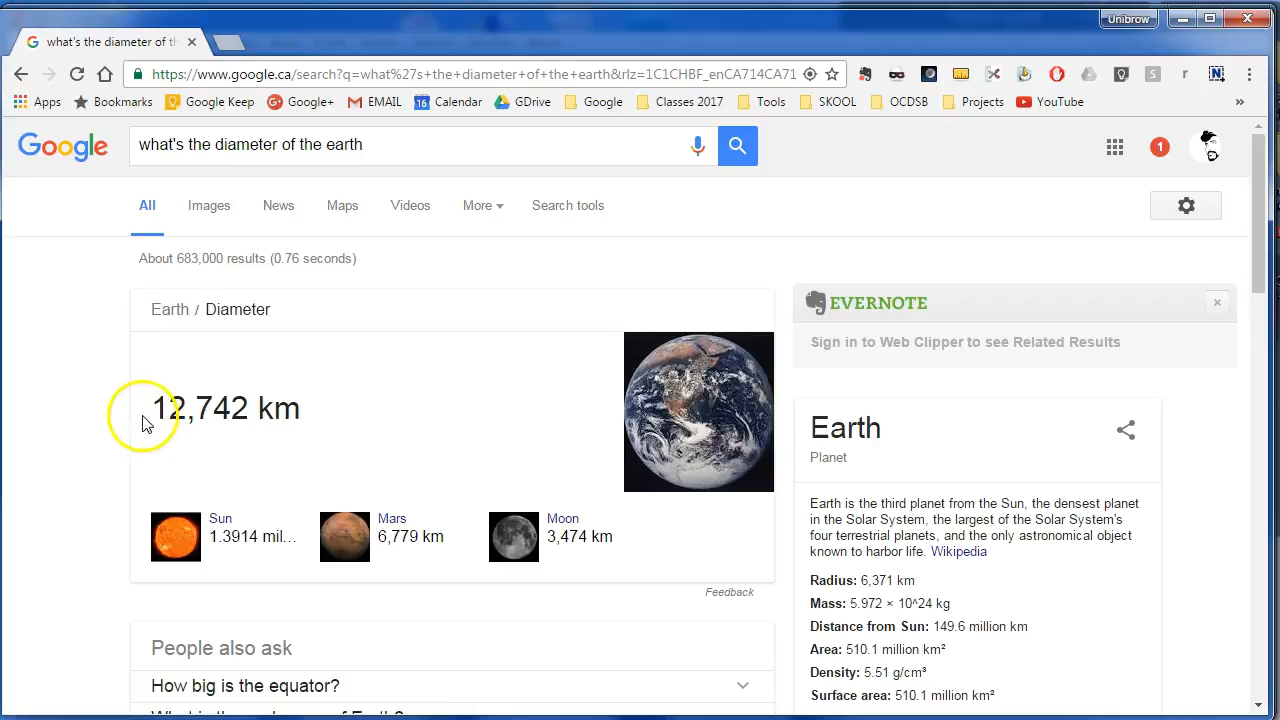 Unibrow
what's the diameter of th
https://www.google.ca/search?q=what%27s+the+diameter+of+the+earth&rlz=1C1CHBF_enCA714CA71
Apps Bookmarks Google Keep Google+ EMAIL 16 Calendar GDrive Google Classes 201 Tools SKOOL OCDSB Projects YouTube »
Google what's the diameter of the earth 1
All Images News Maps Videos More Search tools
About 683,000 results (0.76 seconds)
Earth / Diameter
12,742 km
Sun
1.3914 mil...
Mars
6,779 km
Moon
3,474 km
Feedback
People also ask
How big is the equator?
EVERNOTE
Sign in to Web Clipper to see Related Results
Earth
Planet
Earth is the third planet from the Sun, the densest planet
in the Solar System, the largest of the Solar System's
four terrestrial planets, and the only astronomical object
known to harbor life. Wikipedia
Radius: 6,371 km
Mass: 5.972 × 10^24 kg
Distance from Sun: 149.6 million km
Area: 510.1 million km²
Density: 5.51 g/cm³
Surface area: 510.1 million km²